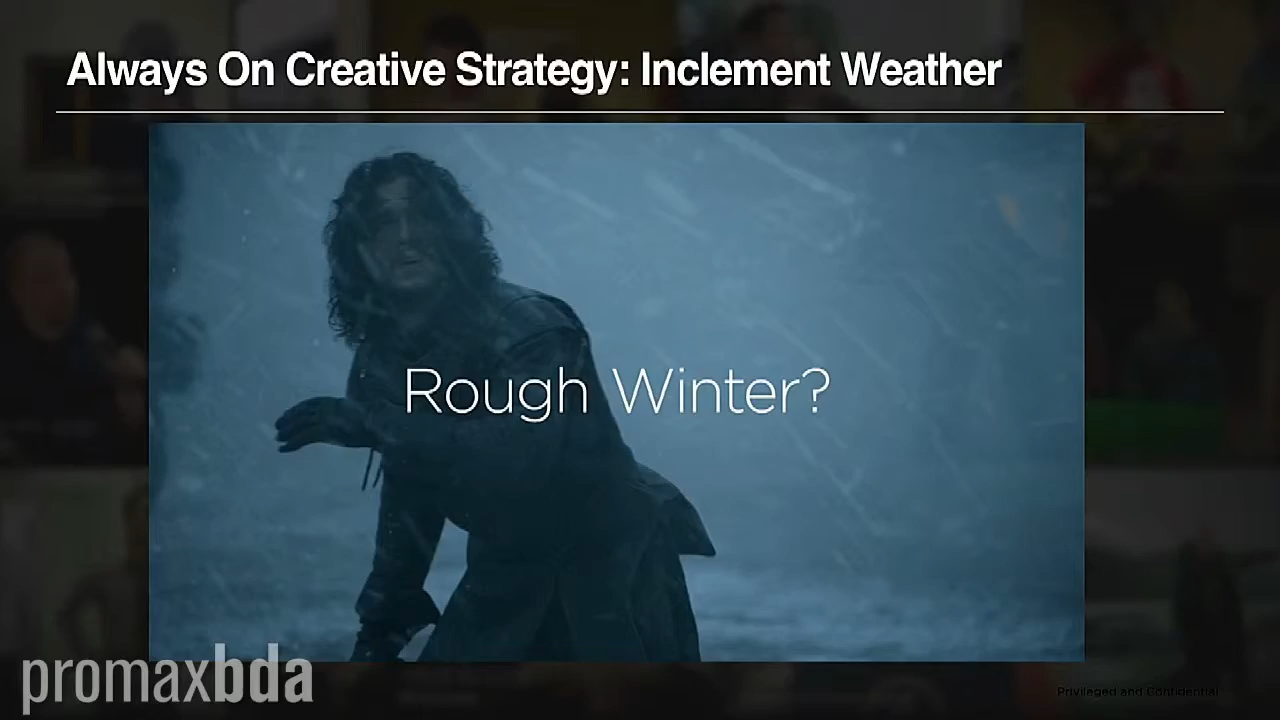 Always On Creative Strategy: Inclement Weather
Rough Winter?
promaxbda
Privileged and Confidential